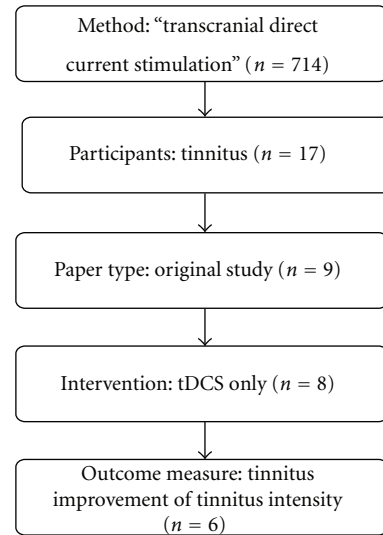 Method: “transcranial direct
current stimulation” (n = 714)
Participants: tinnitus (n = 17)
Paper type: original study (n = 9)
Intervention: tDCS only (n = 8)
Outcome measure: tinnitus
improvement of tinnitus intensity
(n = 6)